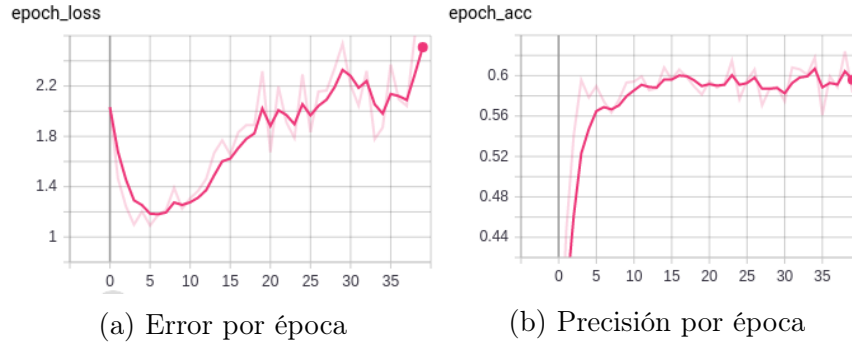 epoch_loss
2.2
1.8
1.4
1
0 5 10 15 20 25 30 35
(a) Error por época
epoch_acc
0.6
0.56
0.52
0.48
0.44
0 5 10 15 20 25 30 35
(b) Precisión por época